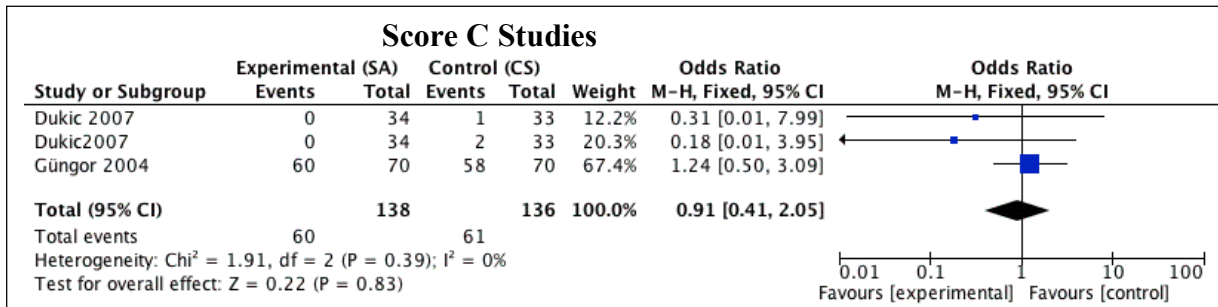 Score C Studies
Experimental (SA) Control (CS) Odds Ratio Odds Ratio
Study or Subgroup Events Total Events Total Weight M-H, Fixed, 95% CI M-H, Fixed, 95% CI
Dukic 2007 0 34 1 33 12.2% 0.31 [0.01, 7.99]
Dukic2007 0 34 2 33 20.3% 0.18 [0.01, 3.95]
Güngor 2004 60 70 58 70 67.4% 1.24 [0.50, 3.09]
Total (95% CI) 138 136 100.0% 0.91 [0.41, 2.05]
Total events 60 61
Heterogeneity: Chi² = 1.91, df = 2 (P = 0.39); I² = 0%
Test for overall effect: Z = 0.22 (P = 0.83)
0.01 0.1 1 10 100
Favours [experimental] Favours [control]